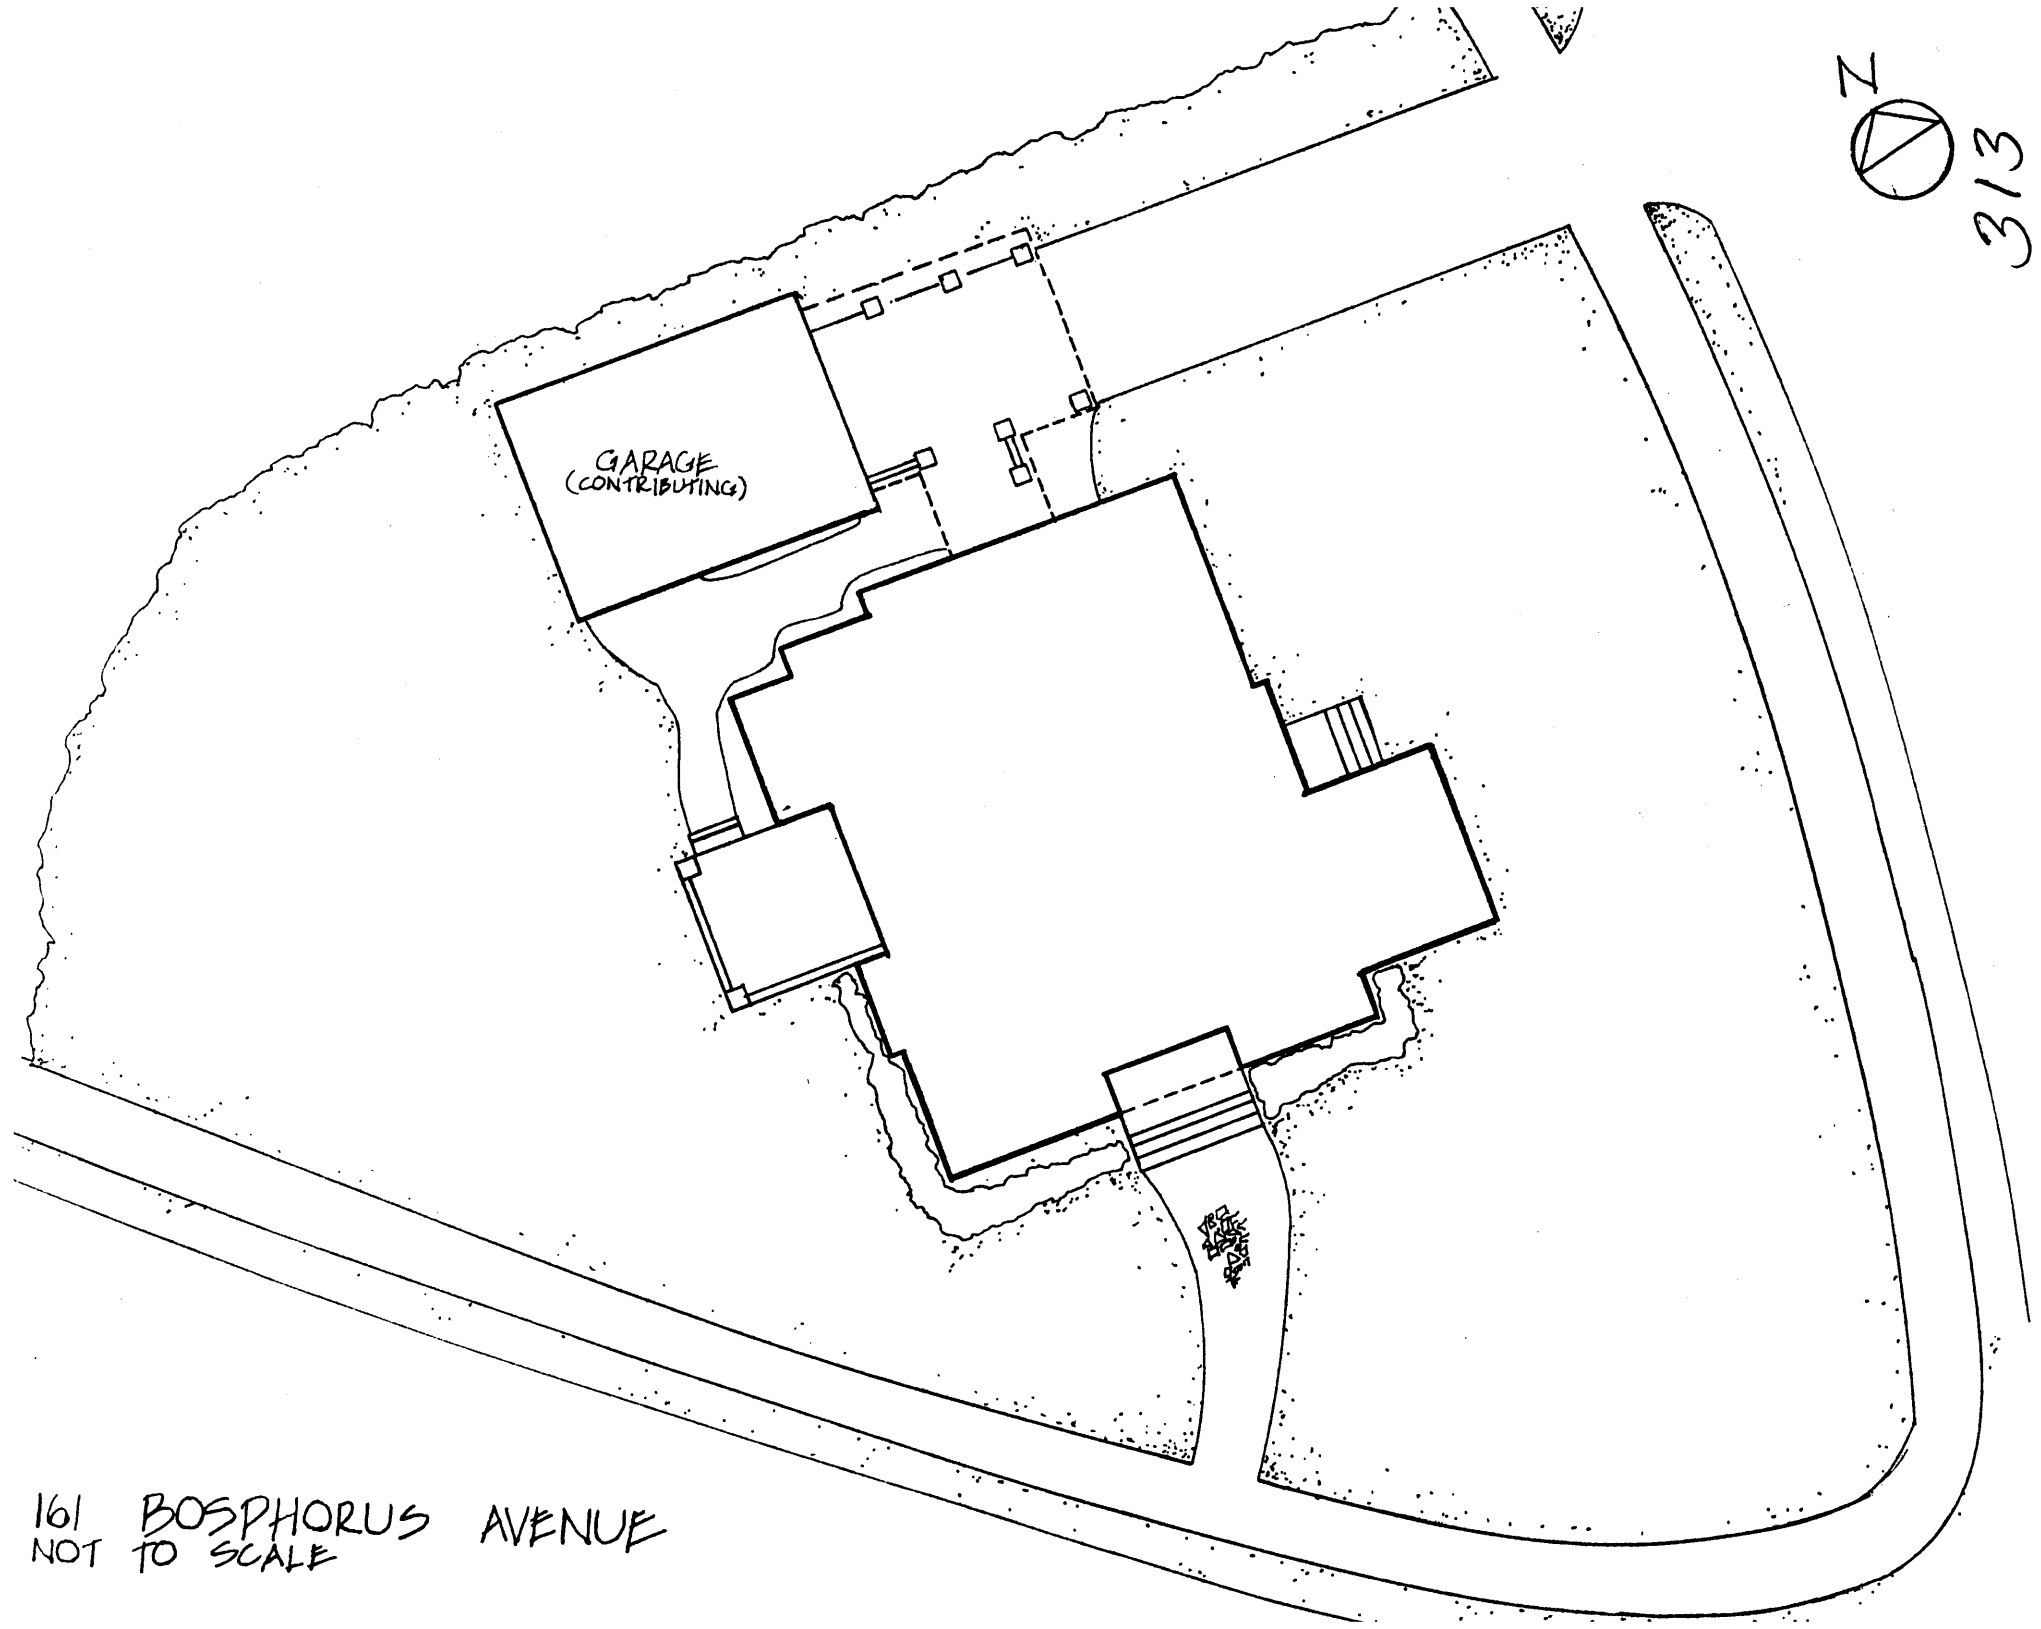 N
313
GARAGE
(CONTRIBUTING)
161 BOSPHORUS AVENUE
NOT TO SCALE